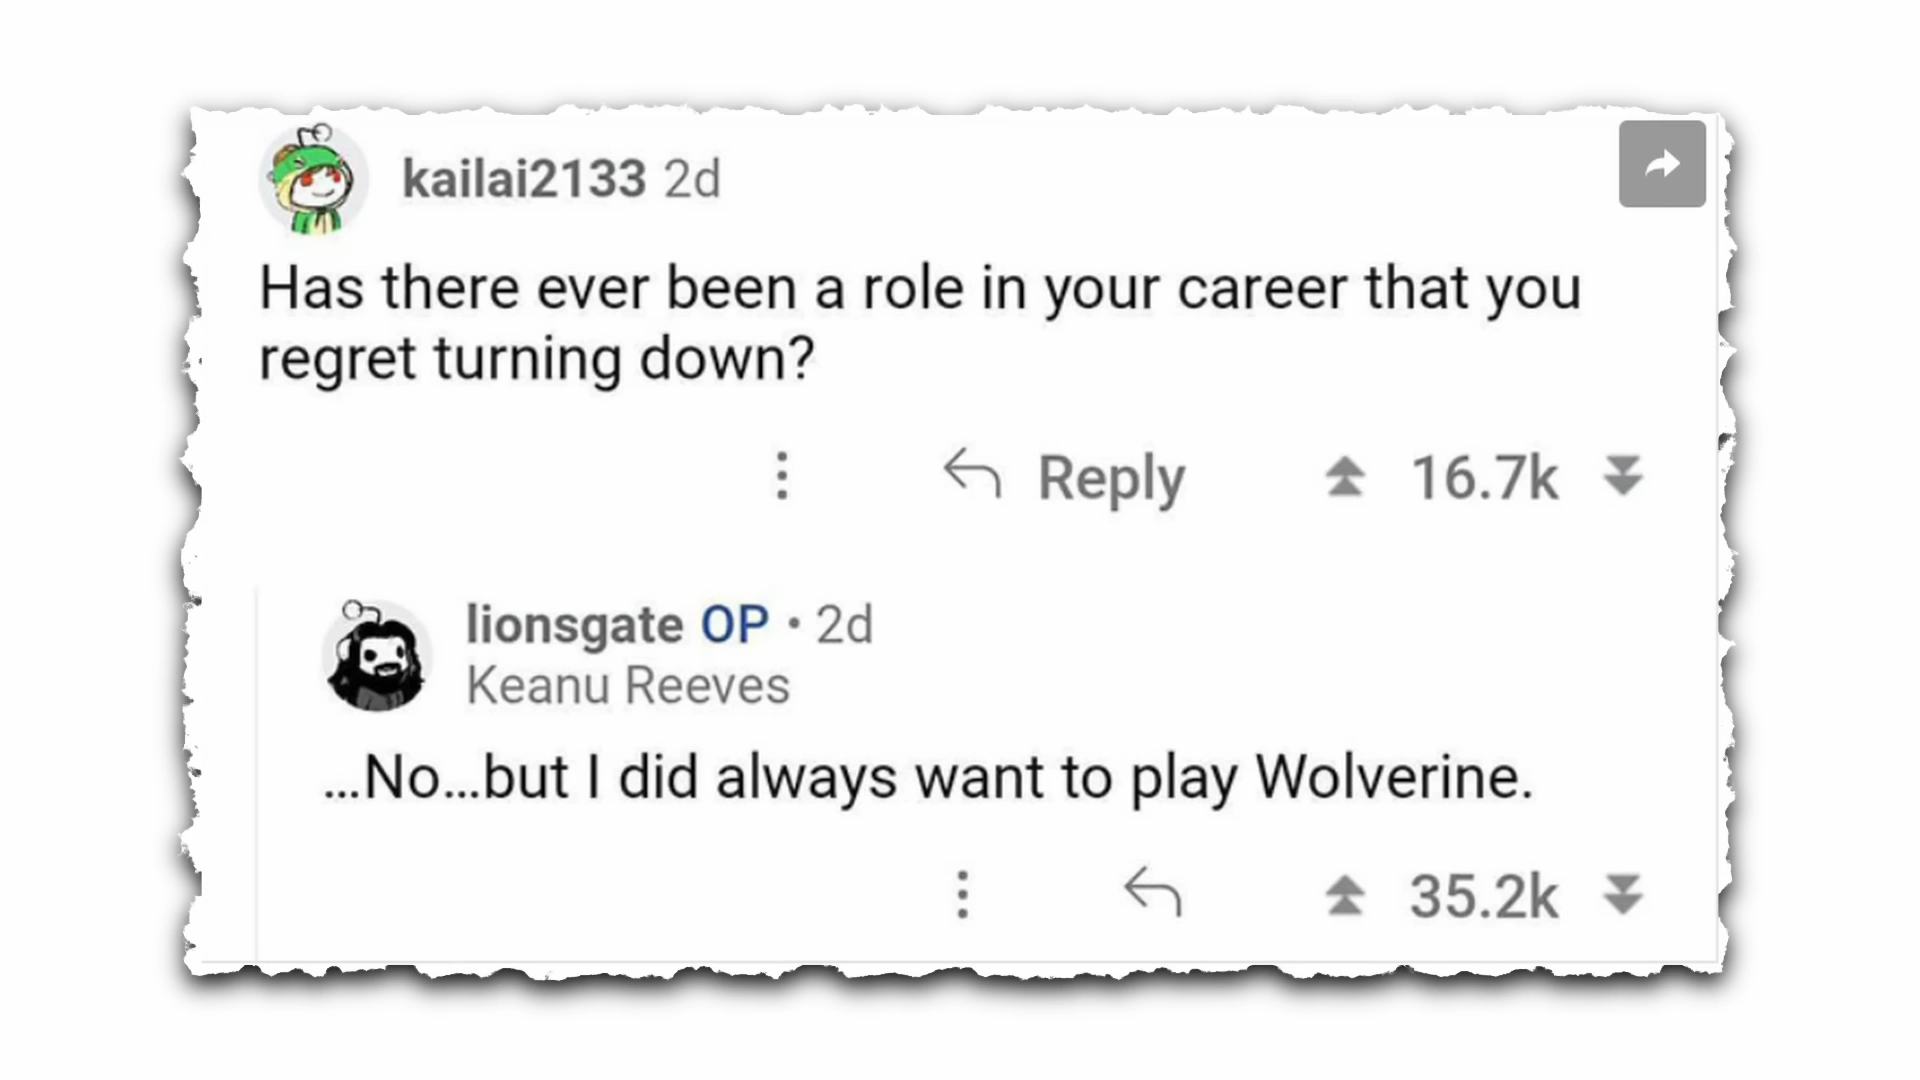 kailai2133 2d
Has there ever been a role in your career that you
regret turning down?
Reply 16.7k
lionsgate OP • 2d
Keanu Reeves
...No...but I did always want to play Wolverine.
35.2k